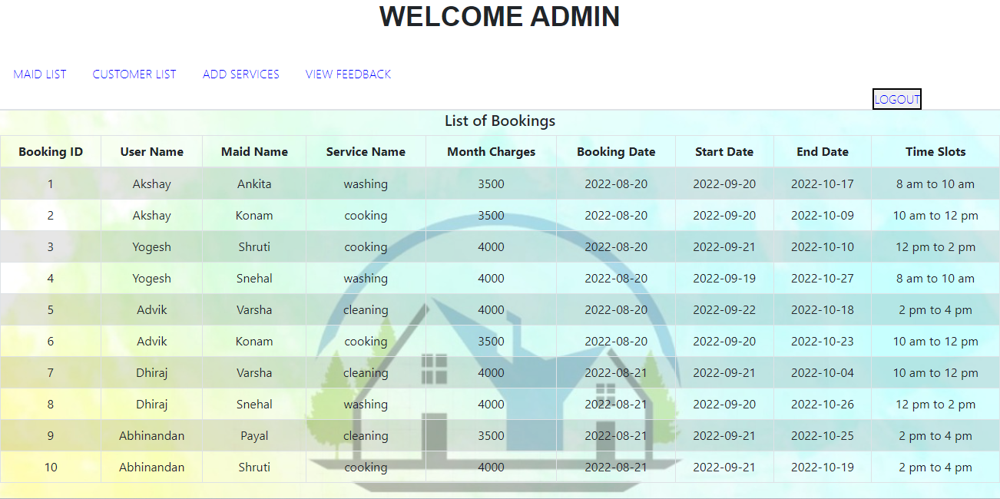 WELCOME ADMIN
MAID LIST CUSTOMER LIST ADD SERVICES VIEW FEEDBACK
LOGOUT
List of Bookings
Booking ID User Name Maid Name Service Name Month Charges Booking Date Start Date End Date Time Slots
1 Akshay Ankita washing 3500 2022-08-20 2022-09-20 2022-10-17 8 am to 10 am
2 Akshay Konam cooking 3500 2022-08-20 2022-09-20 2022-10-09 10 am to 12 pm
3 Yogesh Shruti cooking 4000 2022-08-20 2022-09-21 2022-10-10 12 pm to 2 pm
4 Yogesh Snehal washing 4000 2022-08-20 2022-09-19 2022-10-27 8 am to 10 am
5 Advik Varsha cleaning 4000 2022-08-20 2022-09-22 2022-10-18 2 pm to 4 pm
6 Advik Konam cooking 3500 2022-08-20 2022-09-20 2022-10-23 10 am to 12 pm
7 Dhiraj Varsha cleaning 4000 2022-08-21 2022-09-21 2022-10-04 10 am to 12 pm
8 Dhiraj Snehal washing 4000 2022-08-21 2022-09-20 2022-10-26 12 pm to 2 pm
9 Abhinandan Payal cleaning 3500 2022-08-21 2022-09-21 2022-10-25 2 pm to 4 pm
10 Abhinandan Shruti cooking 4000 2022-08-21 2022-09-21 2022-10-19 2 pm to 4 pm